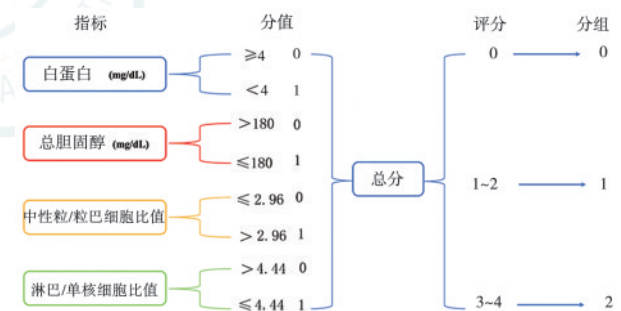 指标 分值 评分 分组
白蛋白 (mg/dL) ≥4 0
<4 1
总胆固醇 (mg/dL) >180 0
≤180 1
中性粒/粒巴细胞比值 ≤2.96 0
>2.96 1
淋巴/单核细胞比值 >4.44 0
≤4.44 1
总分
0 0
1~2 1
3~4 2